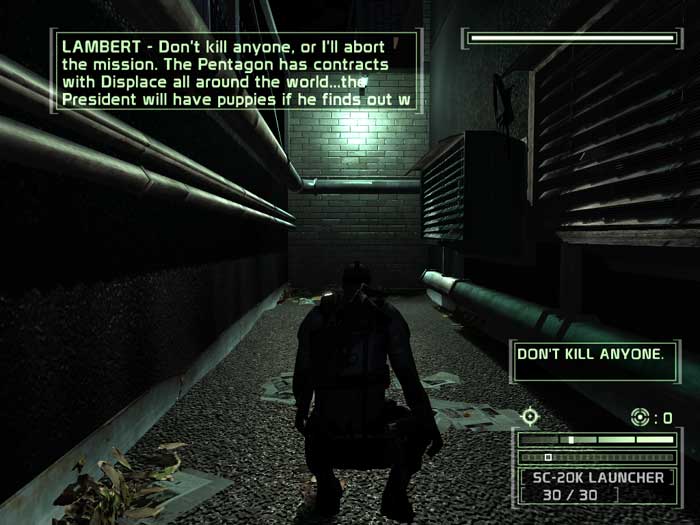 LAMBERT - Don't kill anyone, or I'll abort
the mission. The Pentagon has contracts
with Displace all around the world...the
President will have puppies if he finds out w
DON'T KILL ANYONE.
: 0
SC-20K LAUNCHER
30 / 30